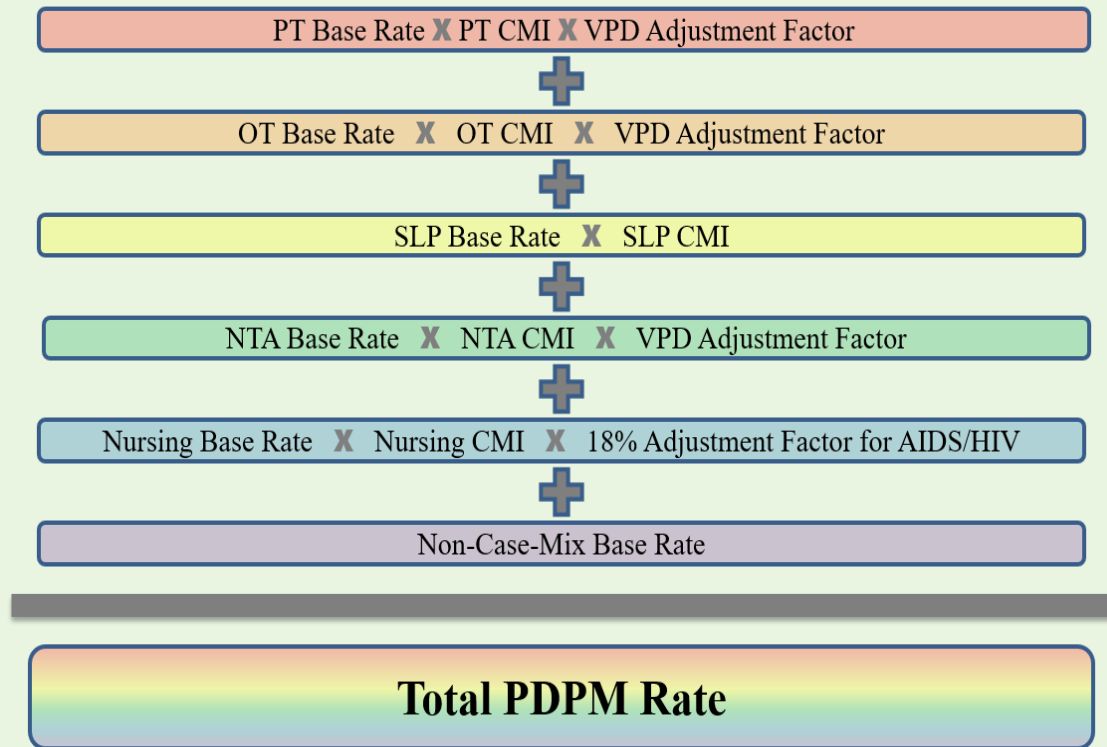 PT Base Rate X PT CMI X VPD Adjustment Factor
OT Base Rate X OT CMI X VPD Adjustment Factor
SLP Base Rate X SLP CMI
NTA Base Rate X NTA CMI X VPD Adjustment Factor
Nursing Base Rate X Nursing CMI X 18% Adjustment Factor for AIDS/HIV
Non-Case-Mix Base Rate
Total PDPM Rate